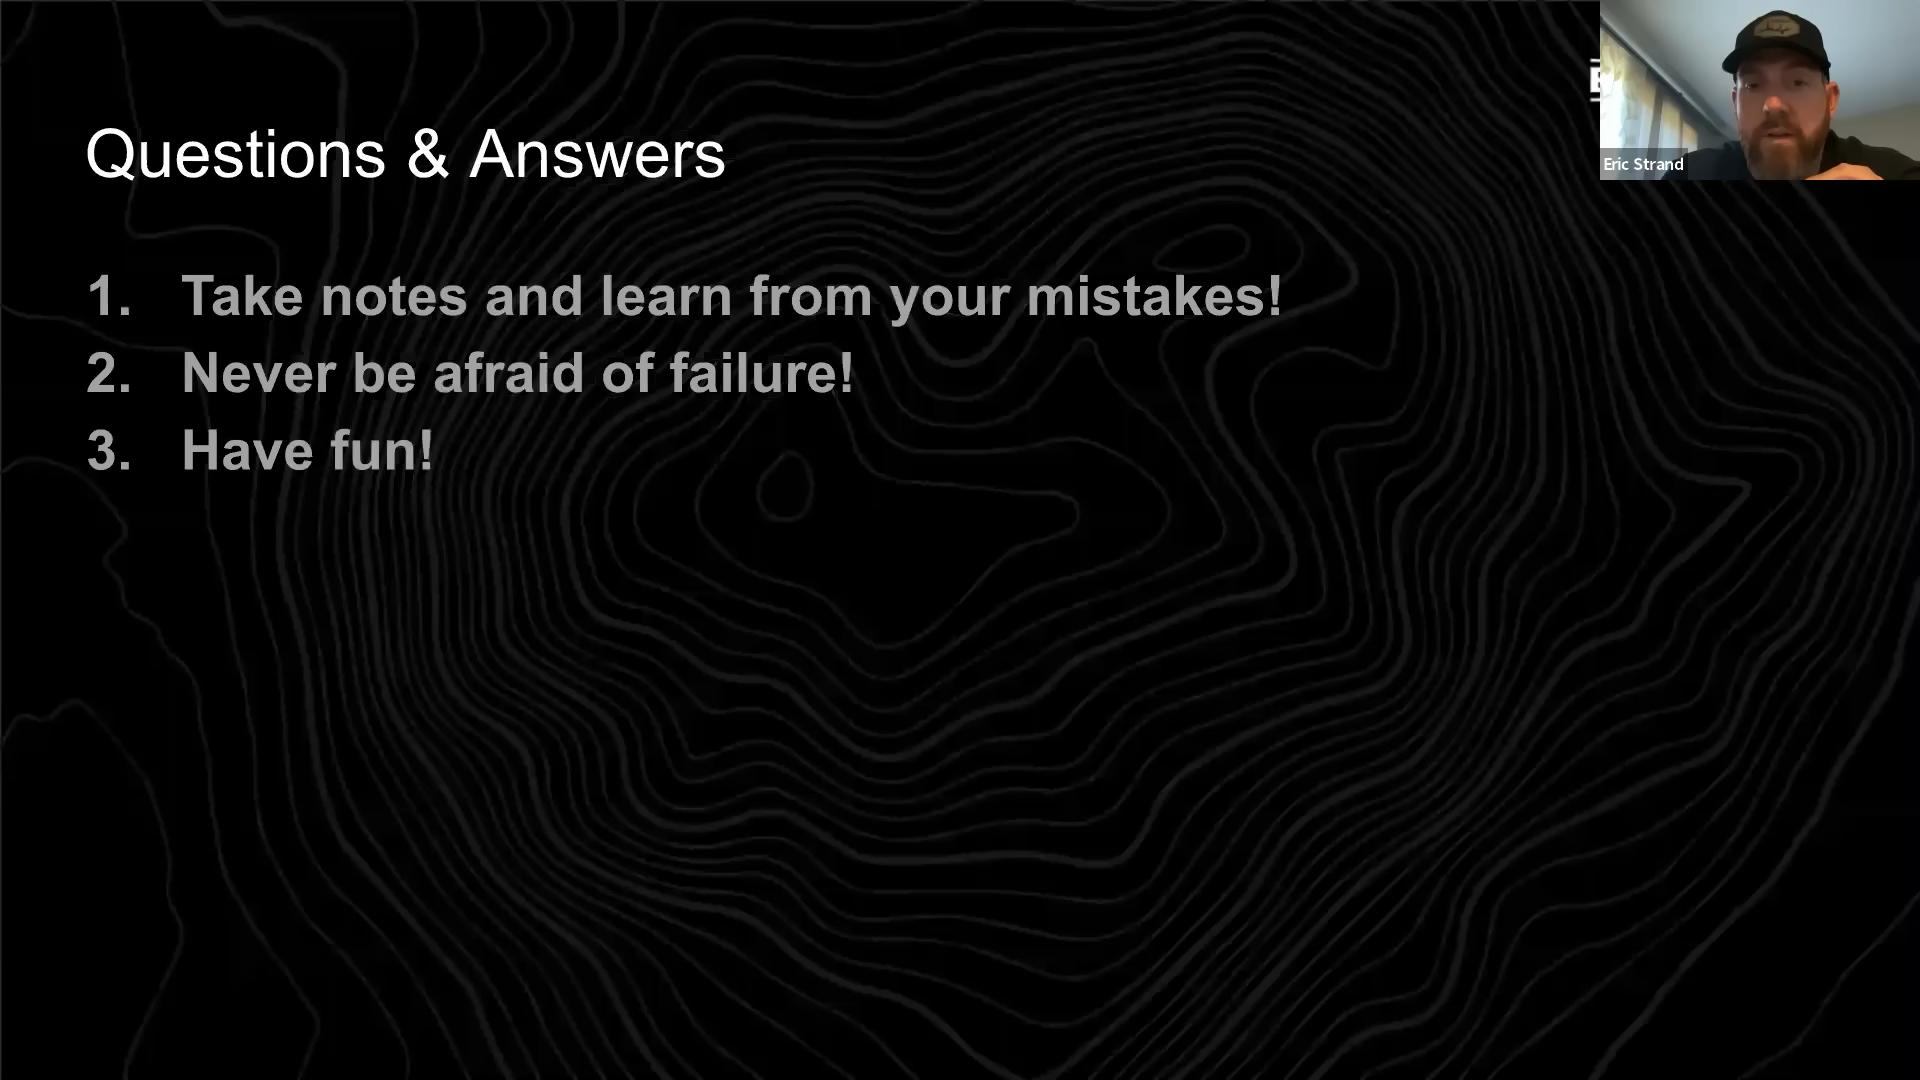 Questions & Answers
1. Take notes and learn from your mistakes!
2. Never be afraid of failure!
3. Have fun!
Eric Strand